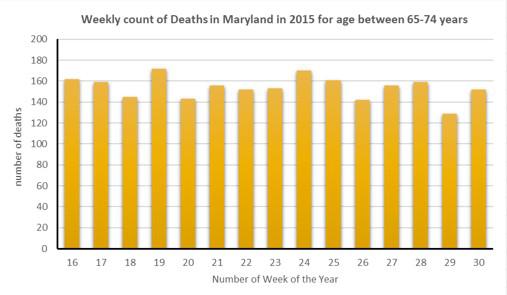 Weekly count of Deaths in Maryland in 2015 for age between 65-74 years
200
180
160
140
120
100
80
60
40
20
0
number of deaths
16 17 18 19 20 21 22 23 24 25 26 27 28 29 30
Number of Week of the Year